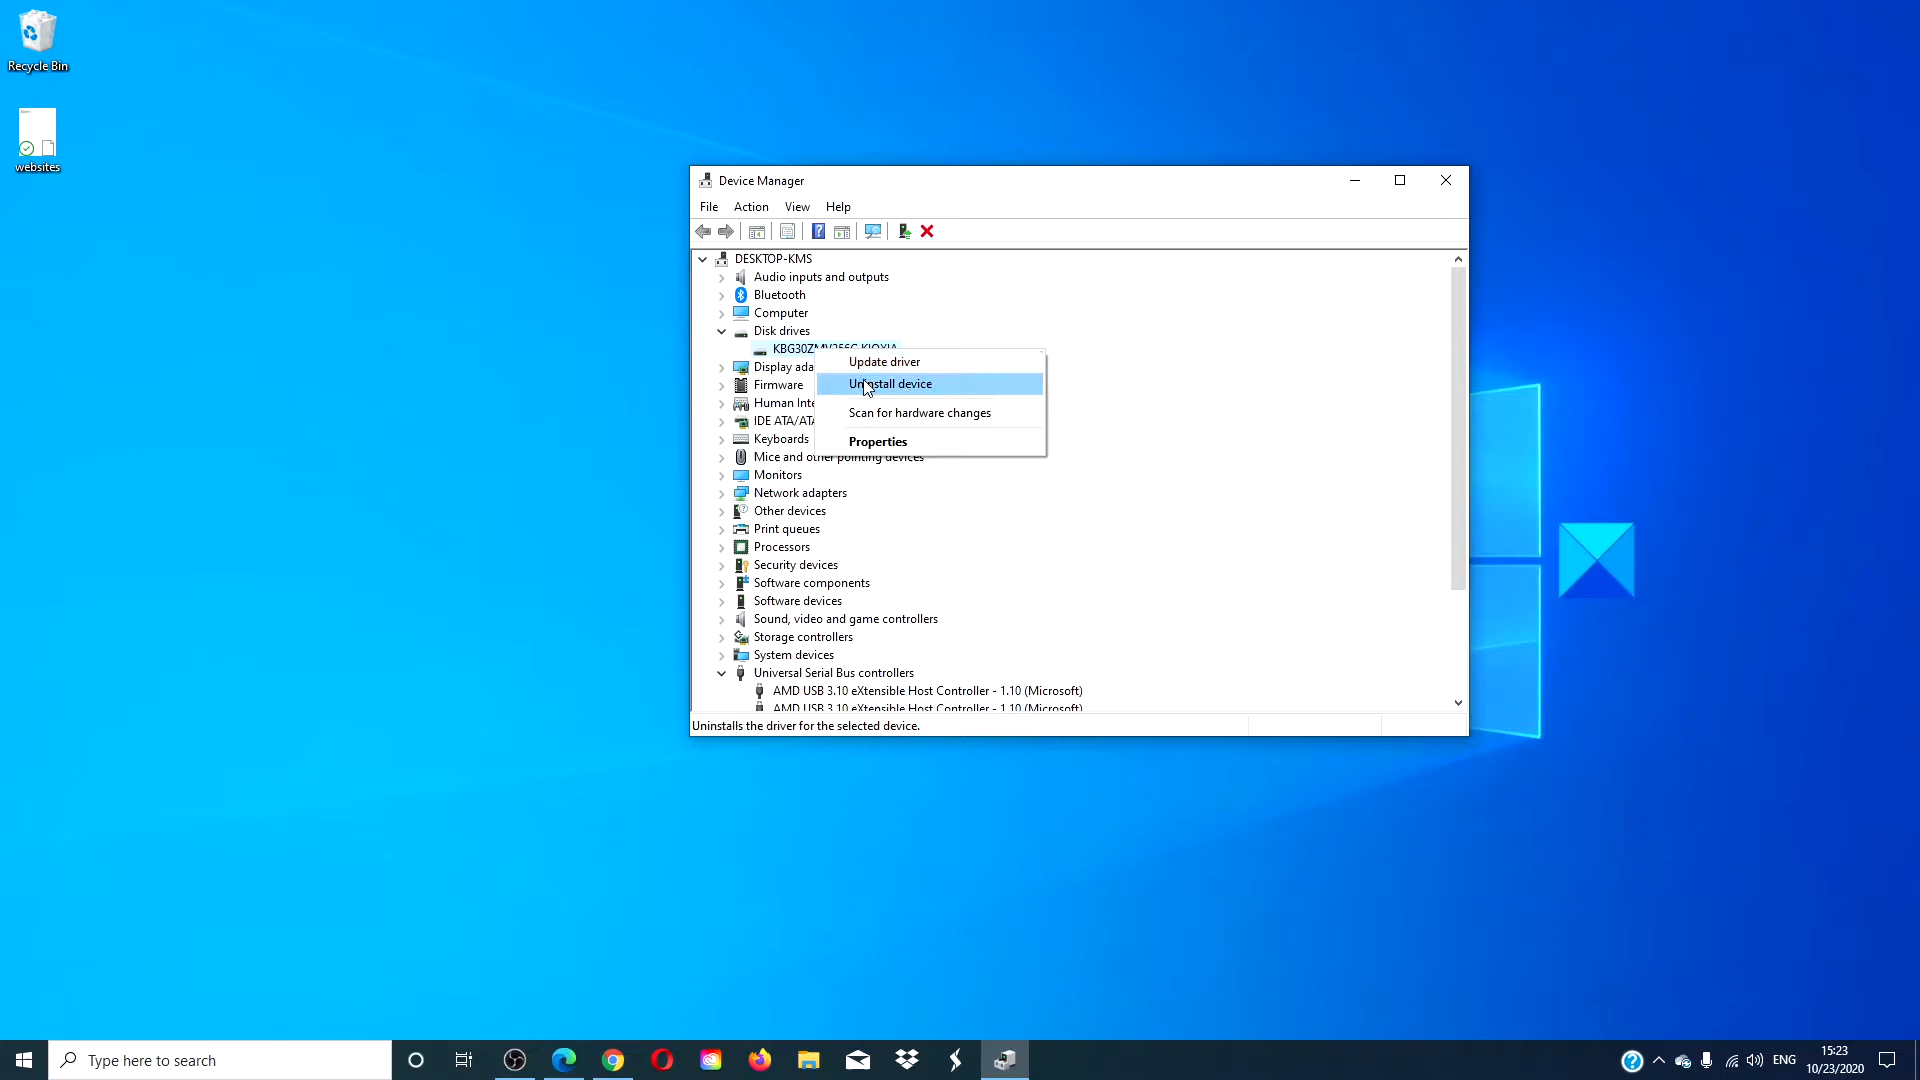 Recycle Bin
websites
Device Manager
File Action View Help
DESKTOP-KMS
Audio inputs and outputs
Bluetooth
Computer
Disk drives
KBG30ZMV256G KIOXIA
Update driver
Display ada
Uninstall device
Firmware
Human Inte
Scan for hardware changes
IDE ATA/ATA
Keyboards
Properties
Mice and other pointing devices
Monitors
Network adapters
Other devices
Print queues
Processors
Security devices
Software components
Software devices
Sound, video and game controllers
Storage controllers
System devices
Universal Serial Bus controllers
AMD USB 3.10 eXtensible Host Controller - 1.10 (Microsoft)
AMD USB 3.10 eXtensible Host Controller - 1.10 (Microsoft)
Uninstalls the driver for the selected device.
Type here to search
ENG
15:23
10/23/2020